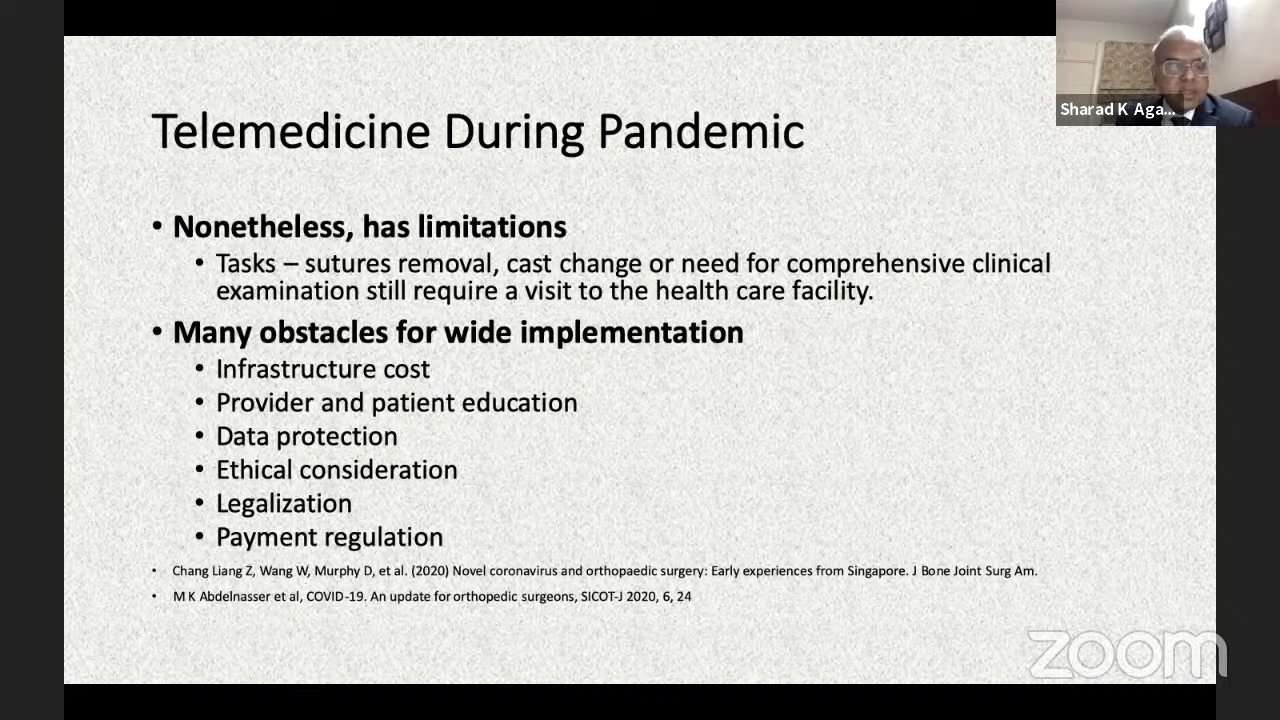 Sharad K Aga...
Telemedicine During Pandemic
• Nonetheless, has limitations
• Tasks – sutures removal, cast change or need for comprehensive clinical
examination still require a visit to the health care facility.
• Many obstacles for wide implementation
• Infrastructure cost
• Provider and patient education
• Data protection
• Ethical consideration
• Legalization
• Payment regulation
• Chang Liang Z, Wang W, Murphy D, et al. (2020) Novel coronavirus and orthopaedic surgery: Early experiences from Singapore. J Bone Joint Surg Am.
• M K Abdelnasser et al, COVID-19. An update for orthopedic surgeons, SICOT-J 2020, 6, 24
zoom